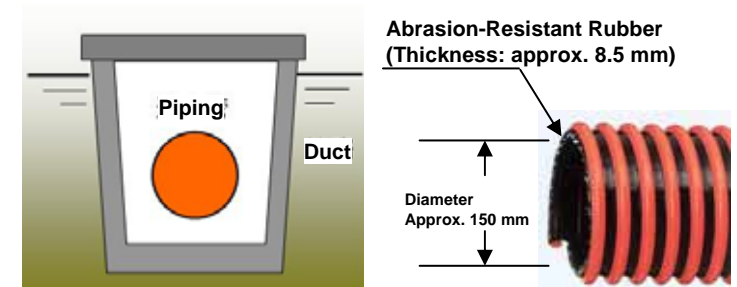 Piping
Duct
Abrasion-Resistant Rubber
(Thickness: approx. 8.5 mm)
Diameter
Approx. 150 mm